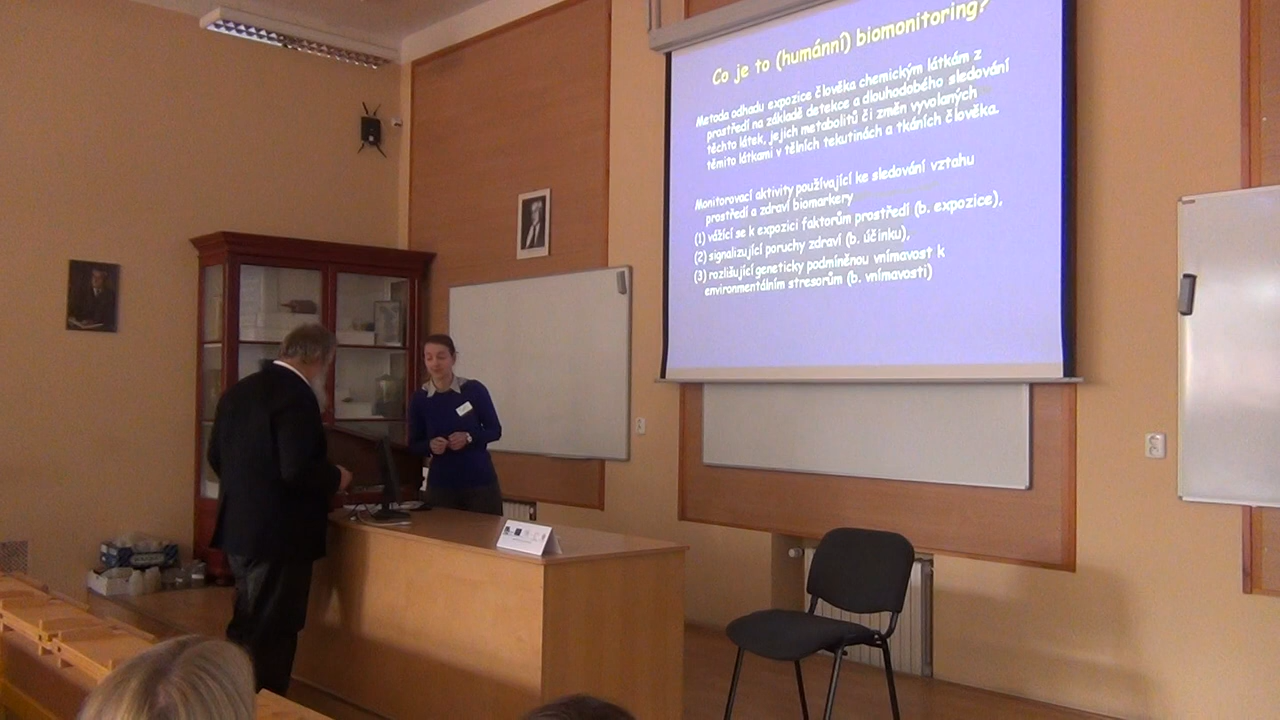 Co je to (humánní) biomonitoring?
Metoda odhadu expozice člověka chemickým látkám z
prostředí na základě detekce a dlouhodobého sledování
těchto látek, jejich metabolitů či změn vyvolaných
těmito látkami v tělních tekutinách a tkáních člověka.
Monitorovací aktivity používající ke sledování vztahu
prostředí a zdraví biomarkery
(1) vážící se k expozici faktorům prostředí (b. expozice),
(2) signalizující poruchy zdraví (b. účinku),
(3) rozlišující geneticky podmíněnou vnímavost k
environmentálním stresorům (b. vnímavosti)